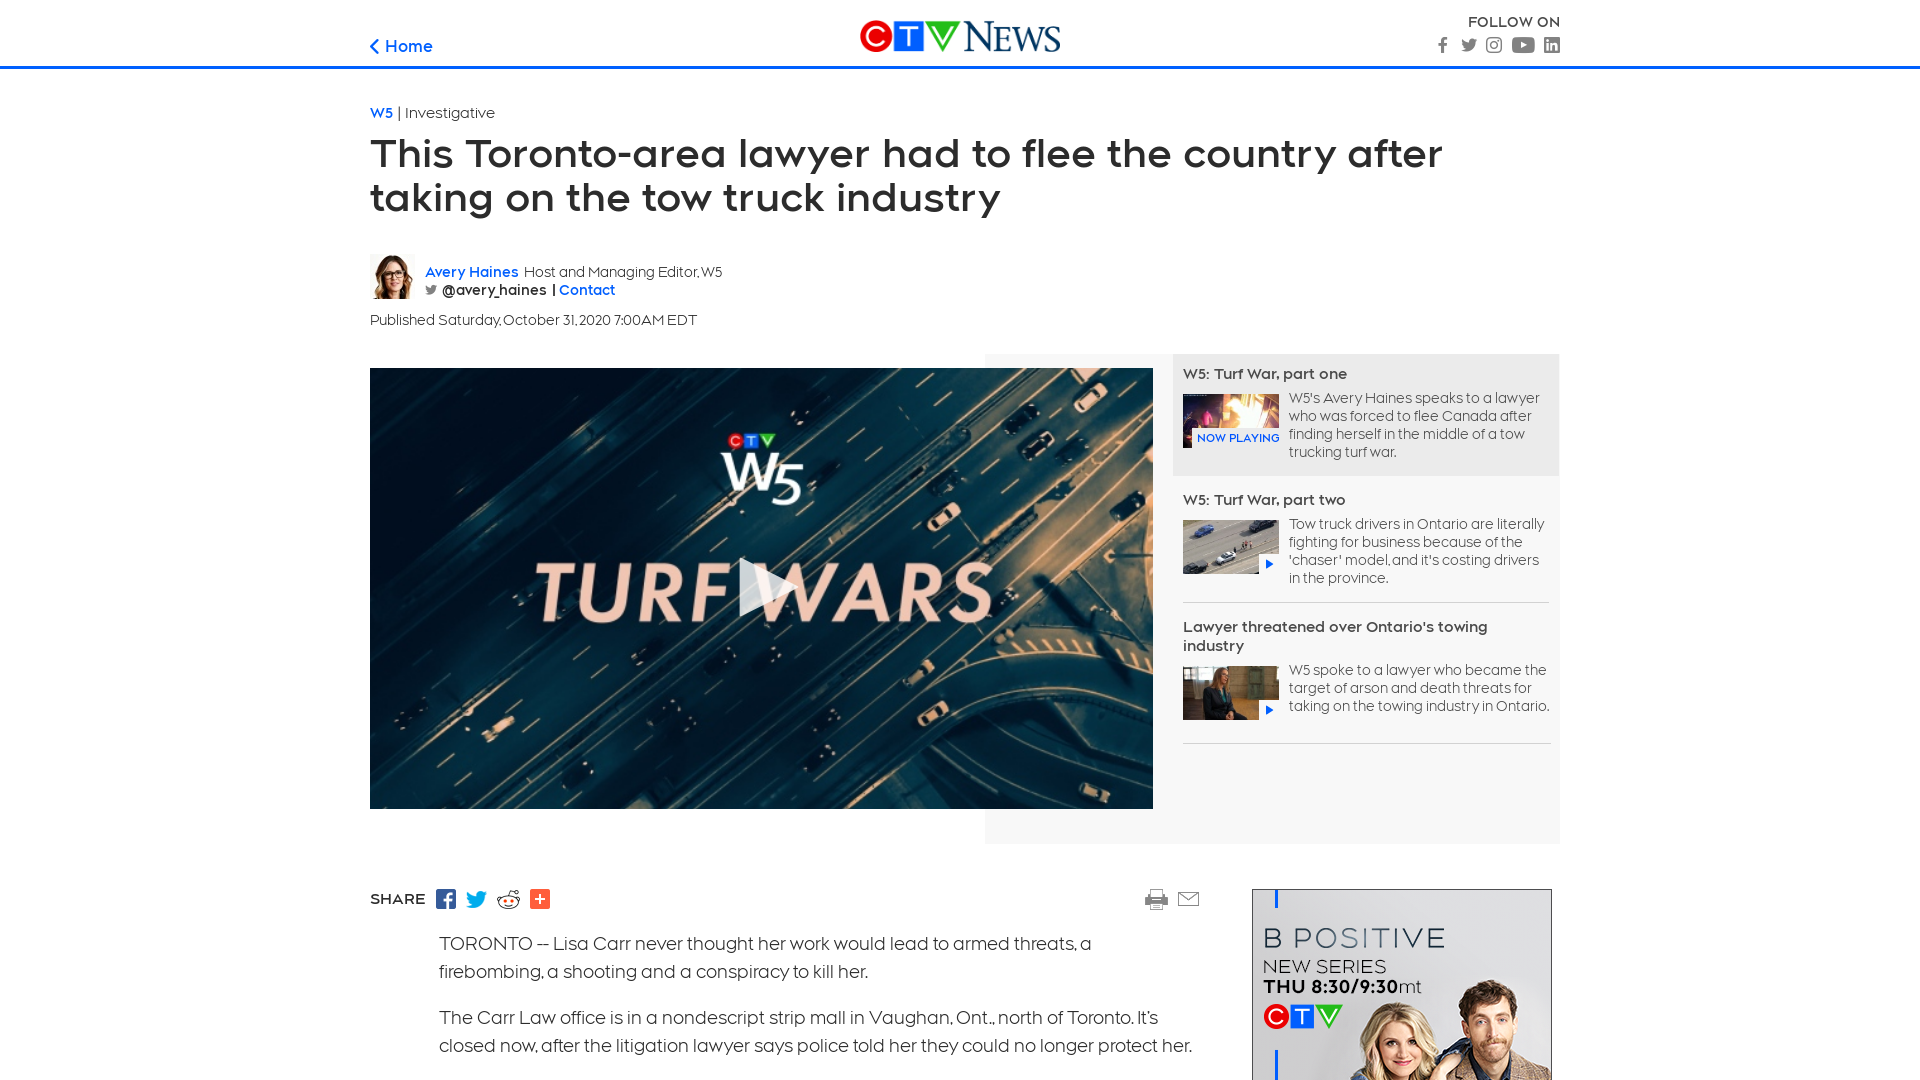 Home
CTV NEWS
FOLLOW ON
W5 | Investigative
This Toronto-area lawyer had to flee the country after
taking on the tow truck industry
Avery Haines Host and Managing Editor, W5
@avery_haines | Contact
Published Saturday, October 31, 2020 7:00AM EDT
CTV
W5
TURF WARS
W5: Turf War, part one
NOW PLAYING
W5's Avery Haines speaks to a lawyer
who was forced to flee Canada after
finding herself in the middle of a tow
trucking turf war.
W5: Turf War, part two
Tow truck drivers in Ontario are literally
fighting for business because of the
'chaser' model, and it's costing drivers
in the province.
Lawyer threatened over Ontario's towing
industry
W5 spoke to a lawyer who became the
target of arson and death threats for
taking on the towing industry in Ontario.
SHARE
TORONTO -- Lisa Carr never thought her work would lead to armed threats, a
firebombing, a shooting and a conspiracy to kill her.
The Carr Law office is in a nondescript strip mall in Vaughan, Ont., north of Toronto. It’s
closed now, after the litigation lawyer says police told her they could no longer protect her.
B POSITIVE
NEW SERIES
THU 8:30/9:30mt
CTV